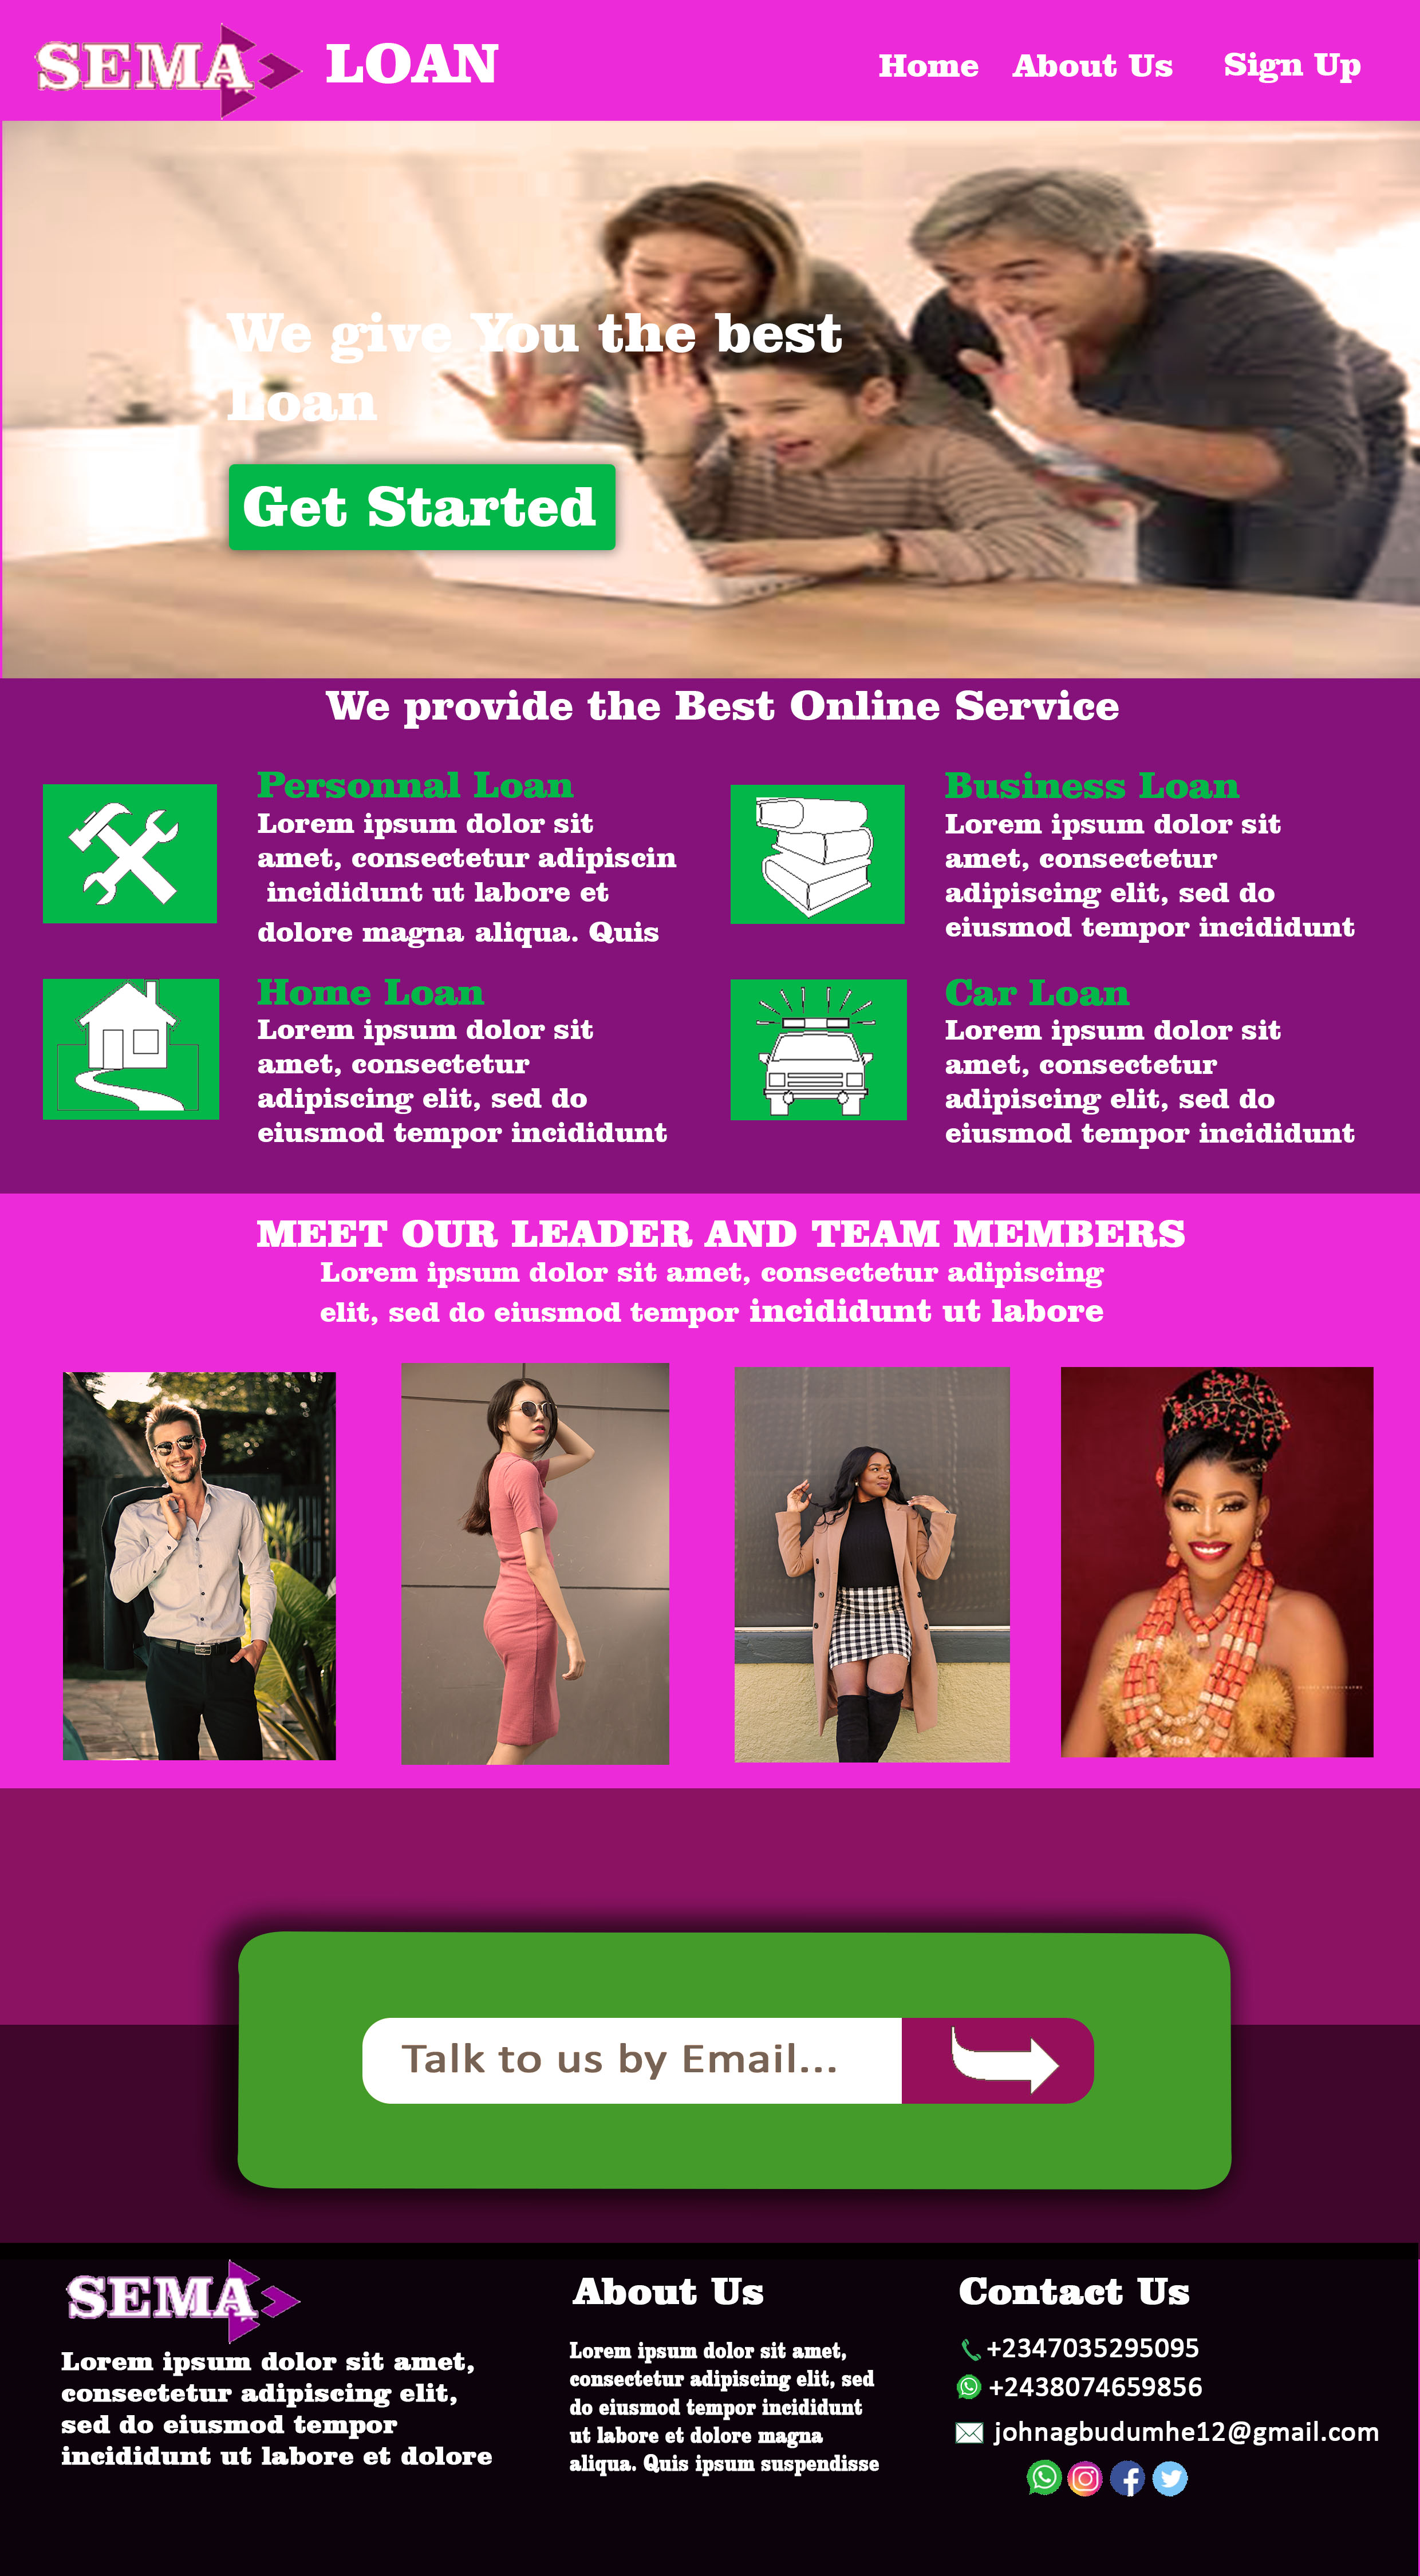 SEMA LOAN Home About Us Sign Up
We give You the best
Loan
Get Started
We provide the Best Online Service
Personnal Loan
Lorem ipsum dolor sit
amet, consectetur adipiscin
incididunt ut labore et
dolore magna aliqua. Quis
Business Loan
Lorem ipsum dolor sit
amet, consectetur
adipiscing elit, sed do
eiusmod tempor incididunt
Home Loan
Lorem ipsum dolor sit
amet, consectetur
adipiscing elit, sed do
eiusmod tempor incididunt
Car Loan
Lorem ipsum dolor sit
amet, consectetur
adipiscing elit, sed do
eiusmod tempor incididunt
MEET OUR LEADER AND TEAM MEMBERS
Lorem ipsum dolor sit amet, consectetur adipiscing
elit, sed do eiusmod tempor incididunt ut labore
Talk to us by Email...
SEMA
Lorem ipsum dolor sit amet,
consectetur adipiscing elit,
sed do eiusmod tempor
incididunt ut labore et dolore
About Us
Lorem ipsum dolor sit amet,
consectetur adipiscing elit, sed
do eiusmod tempor incididunt
ut labore et dolore magna
aliqua. Quis ipsum suspendisse
Contact Us
+2347035295095
+2438074659856
johnagbudumhe12@gmail.com